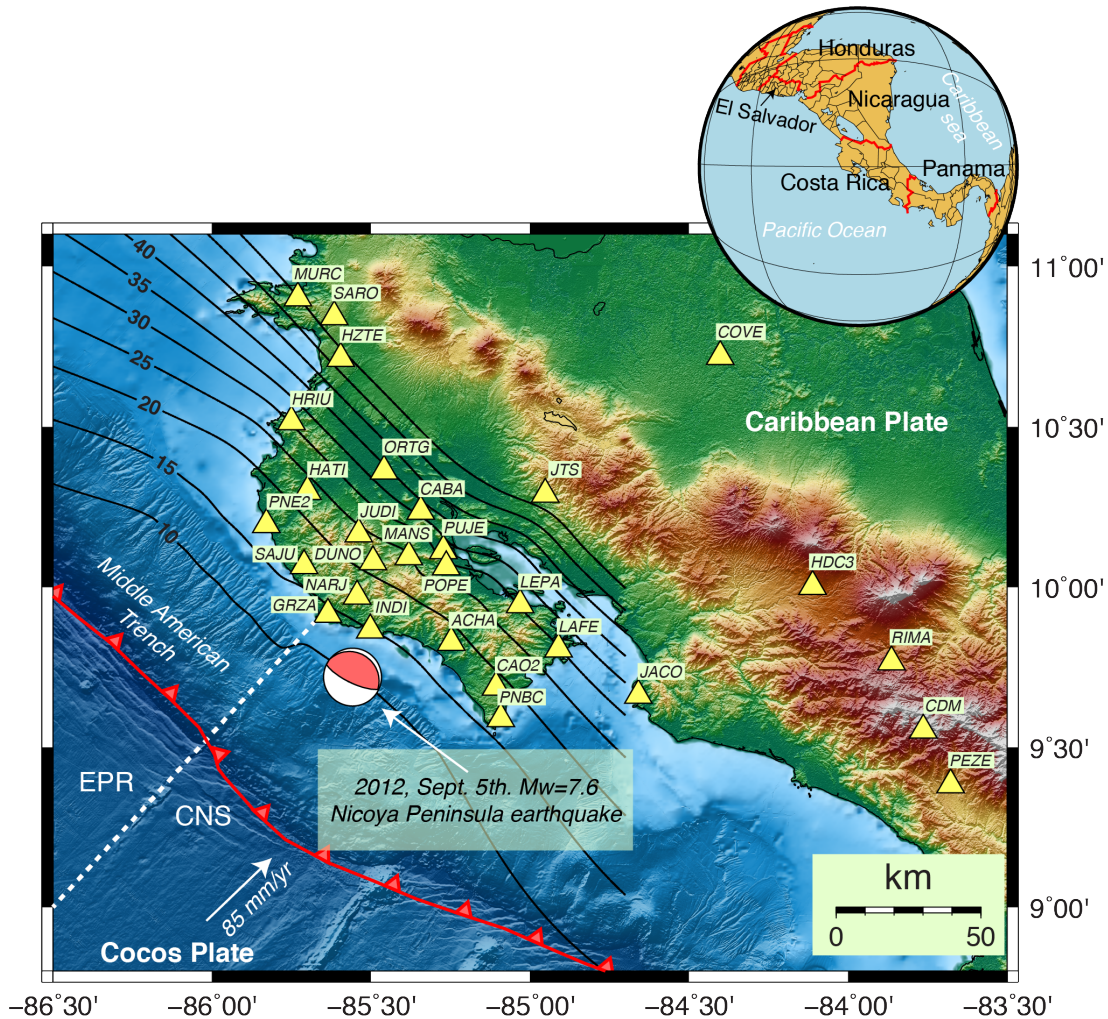 Honduras
Caribbean
sea
Nicaragua
El Salvador
Panama
Costa Rica
Pacific Ocean
40
35
30
25
20
15
10
MURC
SARO
HZTE
COVE
HRIU
Caribbean Plate
ORTG
HATI
JTS
CABA
PNE2
JUDI
MANS
PUJE
SAJU
DUNO
POPE
HDC3
NARJ
LEPA
GRZA
INDI
ACHA
LAFE
RIMA
CAO2
JACO
PNBC
CDM
PEZE
Middle American
Trench
2012, Sept. 5th. Mw=7.6
Nicoya Peninsula earthquake
EPR
CNS
85 mm/yr
Cocos Plate
km
0 50
11˚00'
10˚30'
10˚00'
9˚30'
9˚00'
−86˚30' −86˚00' −85˚30' −85˚00' −84˚30' −84˚00' −83˚30'